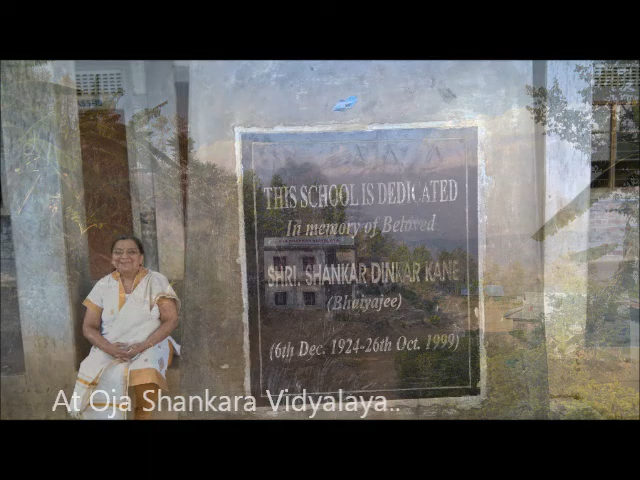 THIS SCHOOL IS DEDICATED
In memory of Beloved
SHRI. SHANKAR DINKAR KANE
(Bhaiyajee)
(6th Dec. 1924-26th Oct. 1999)
At Oja Shankara Vidyalaya..